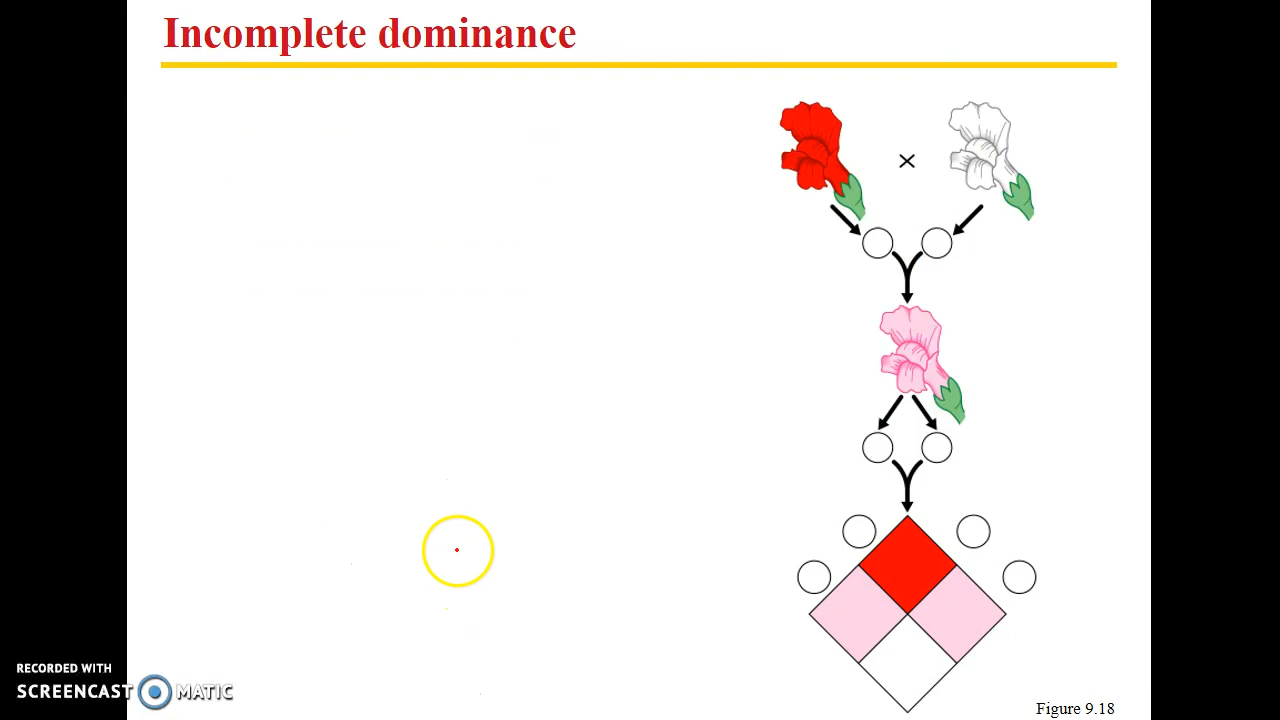 Incomplete dominance
×
RECORDED WITH
SCREENCAST MATIC
Figure 9.18